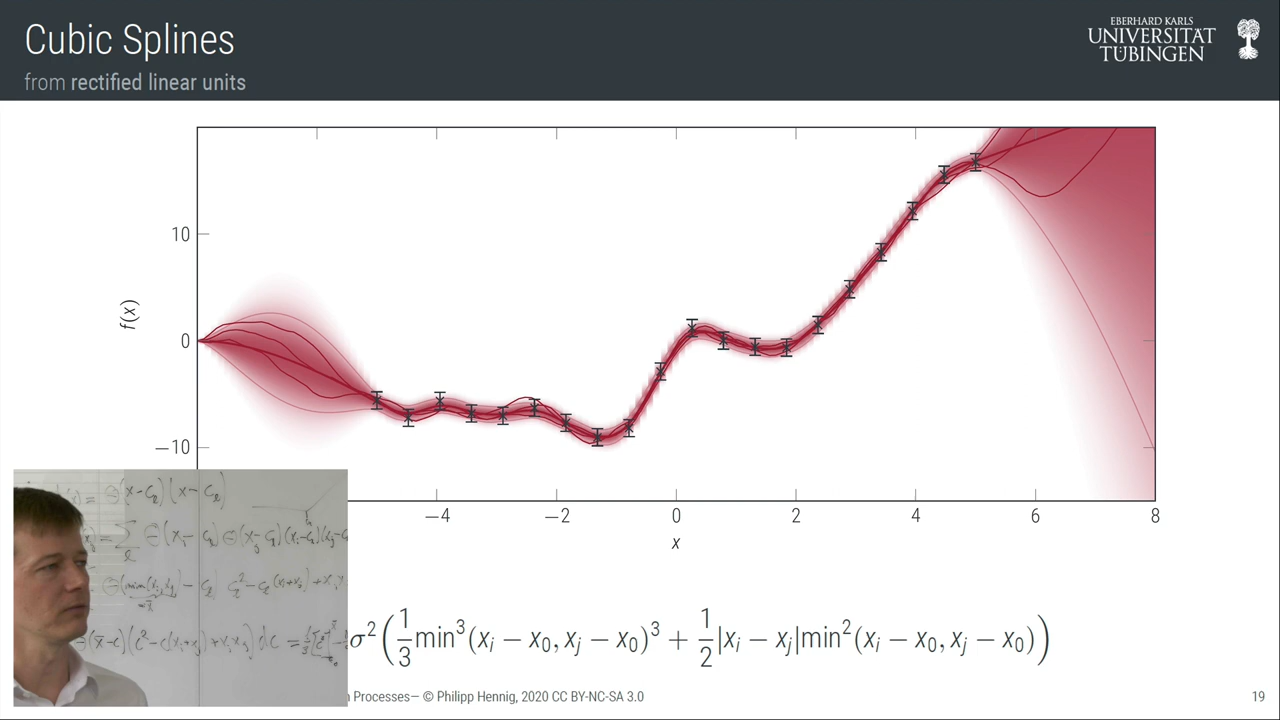 Cubic Splines
from rectified linear units
EBERHARD KARLS
UNIVERSITÄT
TÜBINGEN
10
0
−10
f(x)
−4 −2 0 2 4 6 8
x
σ²(1/3 min³(xᵢ − x₀, xⱼ − x₀)³ + 1/2 |xᵢ − xⱼ|min²(xᵢ − x₀, xⱼ − x₀))
Processes— © Philipp Hennig, 2020 CC BY-NC-SA 3.0
19